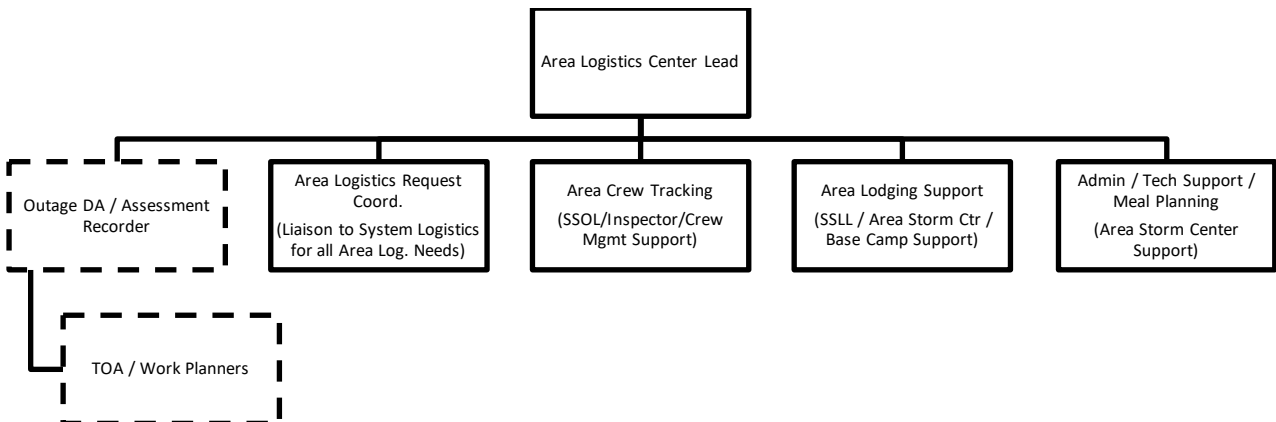 Area Logistics Center Lead
Outage DA / Assessment
Recorder
Area Logistics Request
Coord.
(Liaison to System Logistics
for all Area Log. Needs)
Area Crew Tracking
(SSOL/Inspector/Crew
Mgmt Support)
Area Lodging Support
(SSLL / Area Storm Ctr /
Base Camp Support)
Admin / Tech Support /
Meal Planning
(Area Storm Center
Support)
TOA / Work Planners